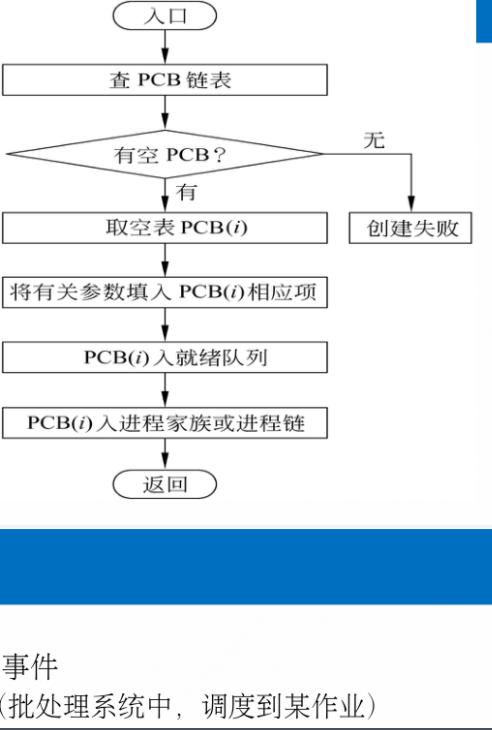 入口
查 PCB 链表
有空 PCB？
无
有
取空表 PCB(i)
创建失败
将有关参数填入 PCB(i)相应项
PCB(i)入就绪队列
PCB(i)入进程家族或进程链
返回
事件
(批处理系统中，调度到某作业)